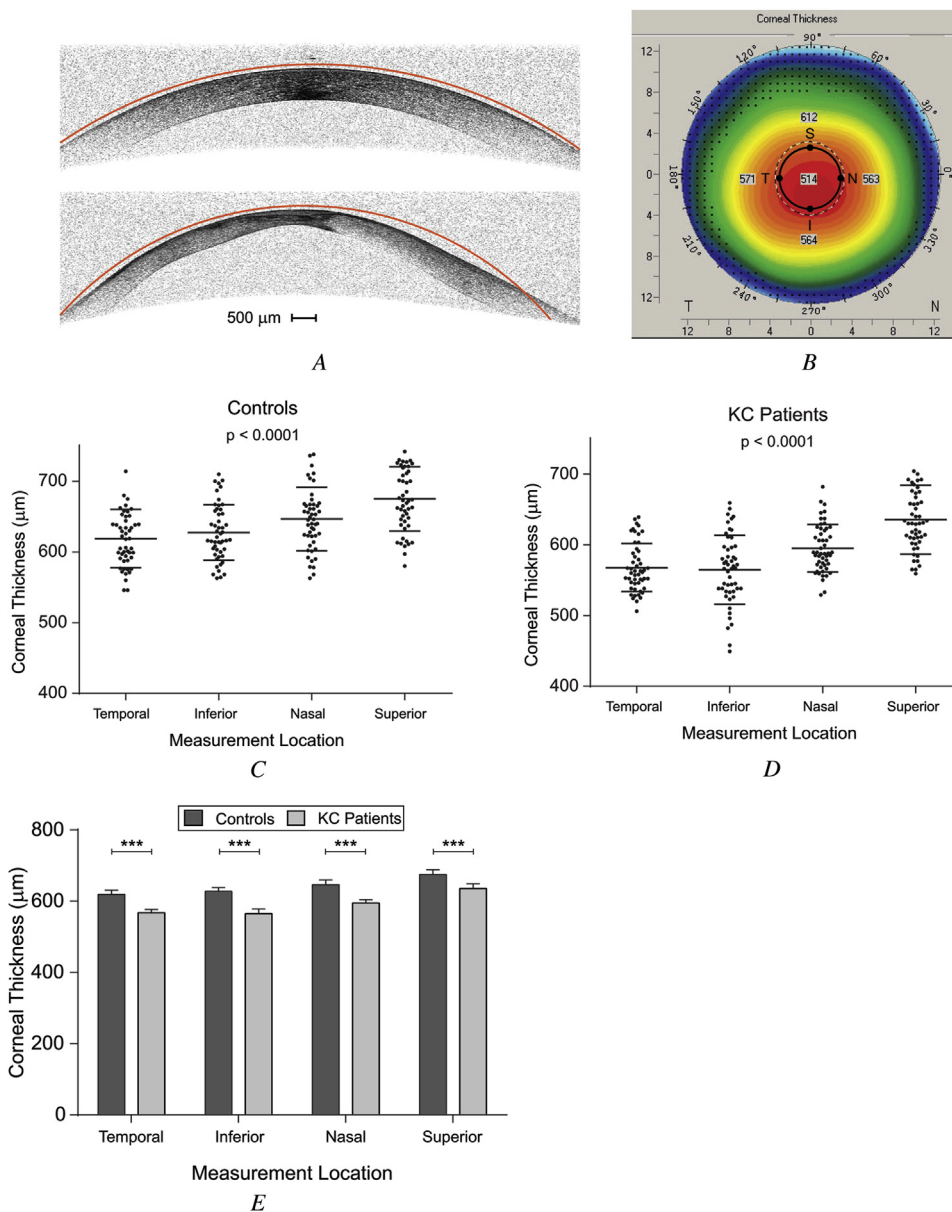 500 μm
A
Corneal Thickness
90°
120°
60°
150°
30°
180°
0°
210°
330°
240°
300°
270°
12
8
4
0
4
8
12
612
S
571
T
514
N
563
I
564
T
N
12 8 4 0 4 8 12
B
Controls
p < 0.0001
Corneal Thickness (μm)
700
600
500
400
Temporal Inferior Nasal Superior
Measurement Location
C
KC Patients
p < 0.0001
Corneal Thickness (μm)
700
600
500
400
Temporal Inferior Nasal Superior
Measurement Location
D
Controls KC Patients
Corneal Thickness (μm)
800
600
400
200
0
*** *** *** ***
Temporal Inferior Nasal Superior
Measurement Location
E